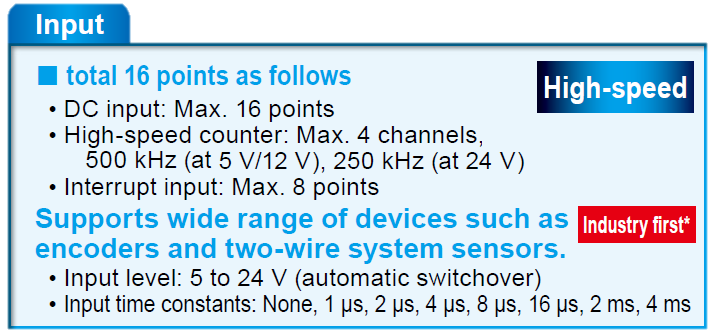 Input
■ total 16 points as follows
High-speed
• DC input: Max. 16 points
• High-speed counter: Max. 4 channels,
500 kHz (at 5 V/12 V), 250 kHz (at 24 V)
• Interrupt input: Max. 8 points
Supports wide range of devices such as
Industry first*
encoders and two-wire system sensors.
• Input level: 5 to 24 V (automatic switchover)
• Input time constants: None, 1 μs, 2 μs, 4 μs, 8 μs, 16 μs, 2 ms, 4 ms